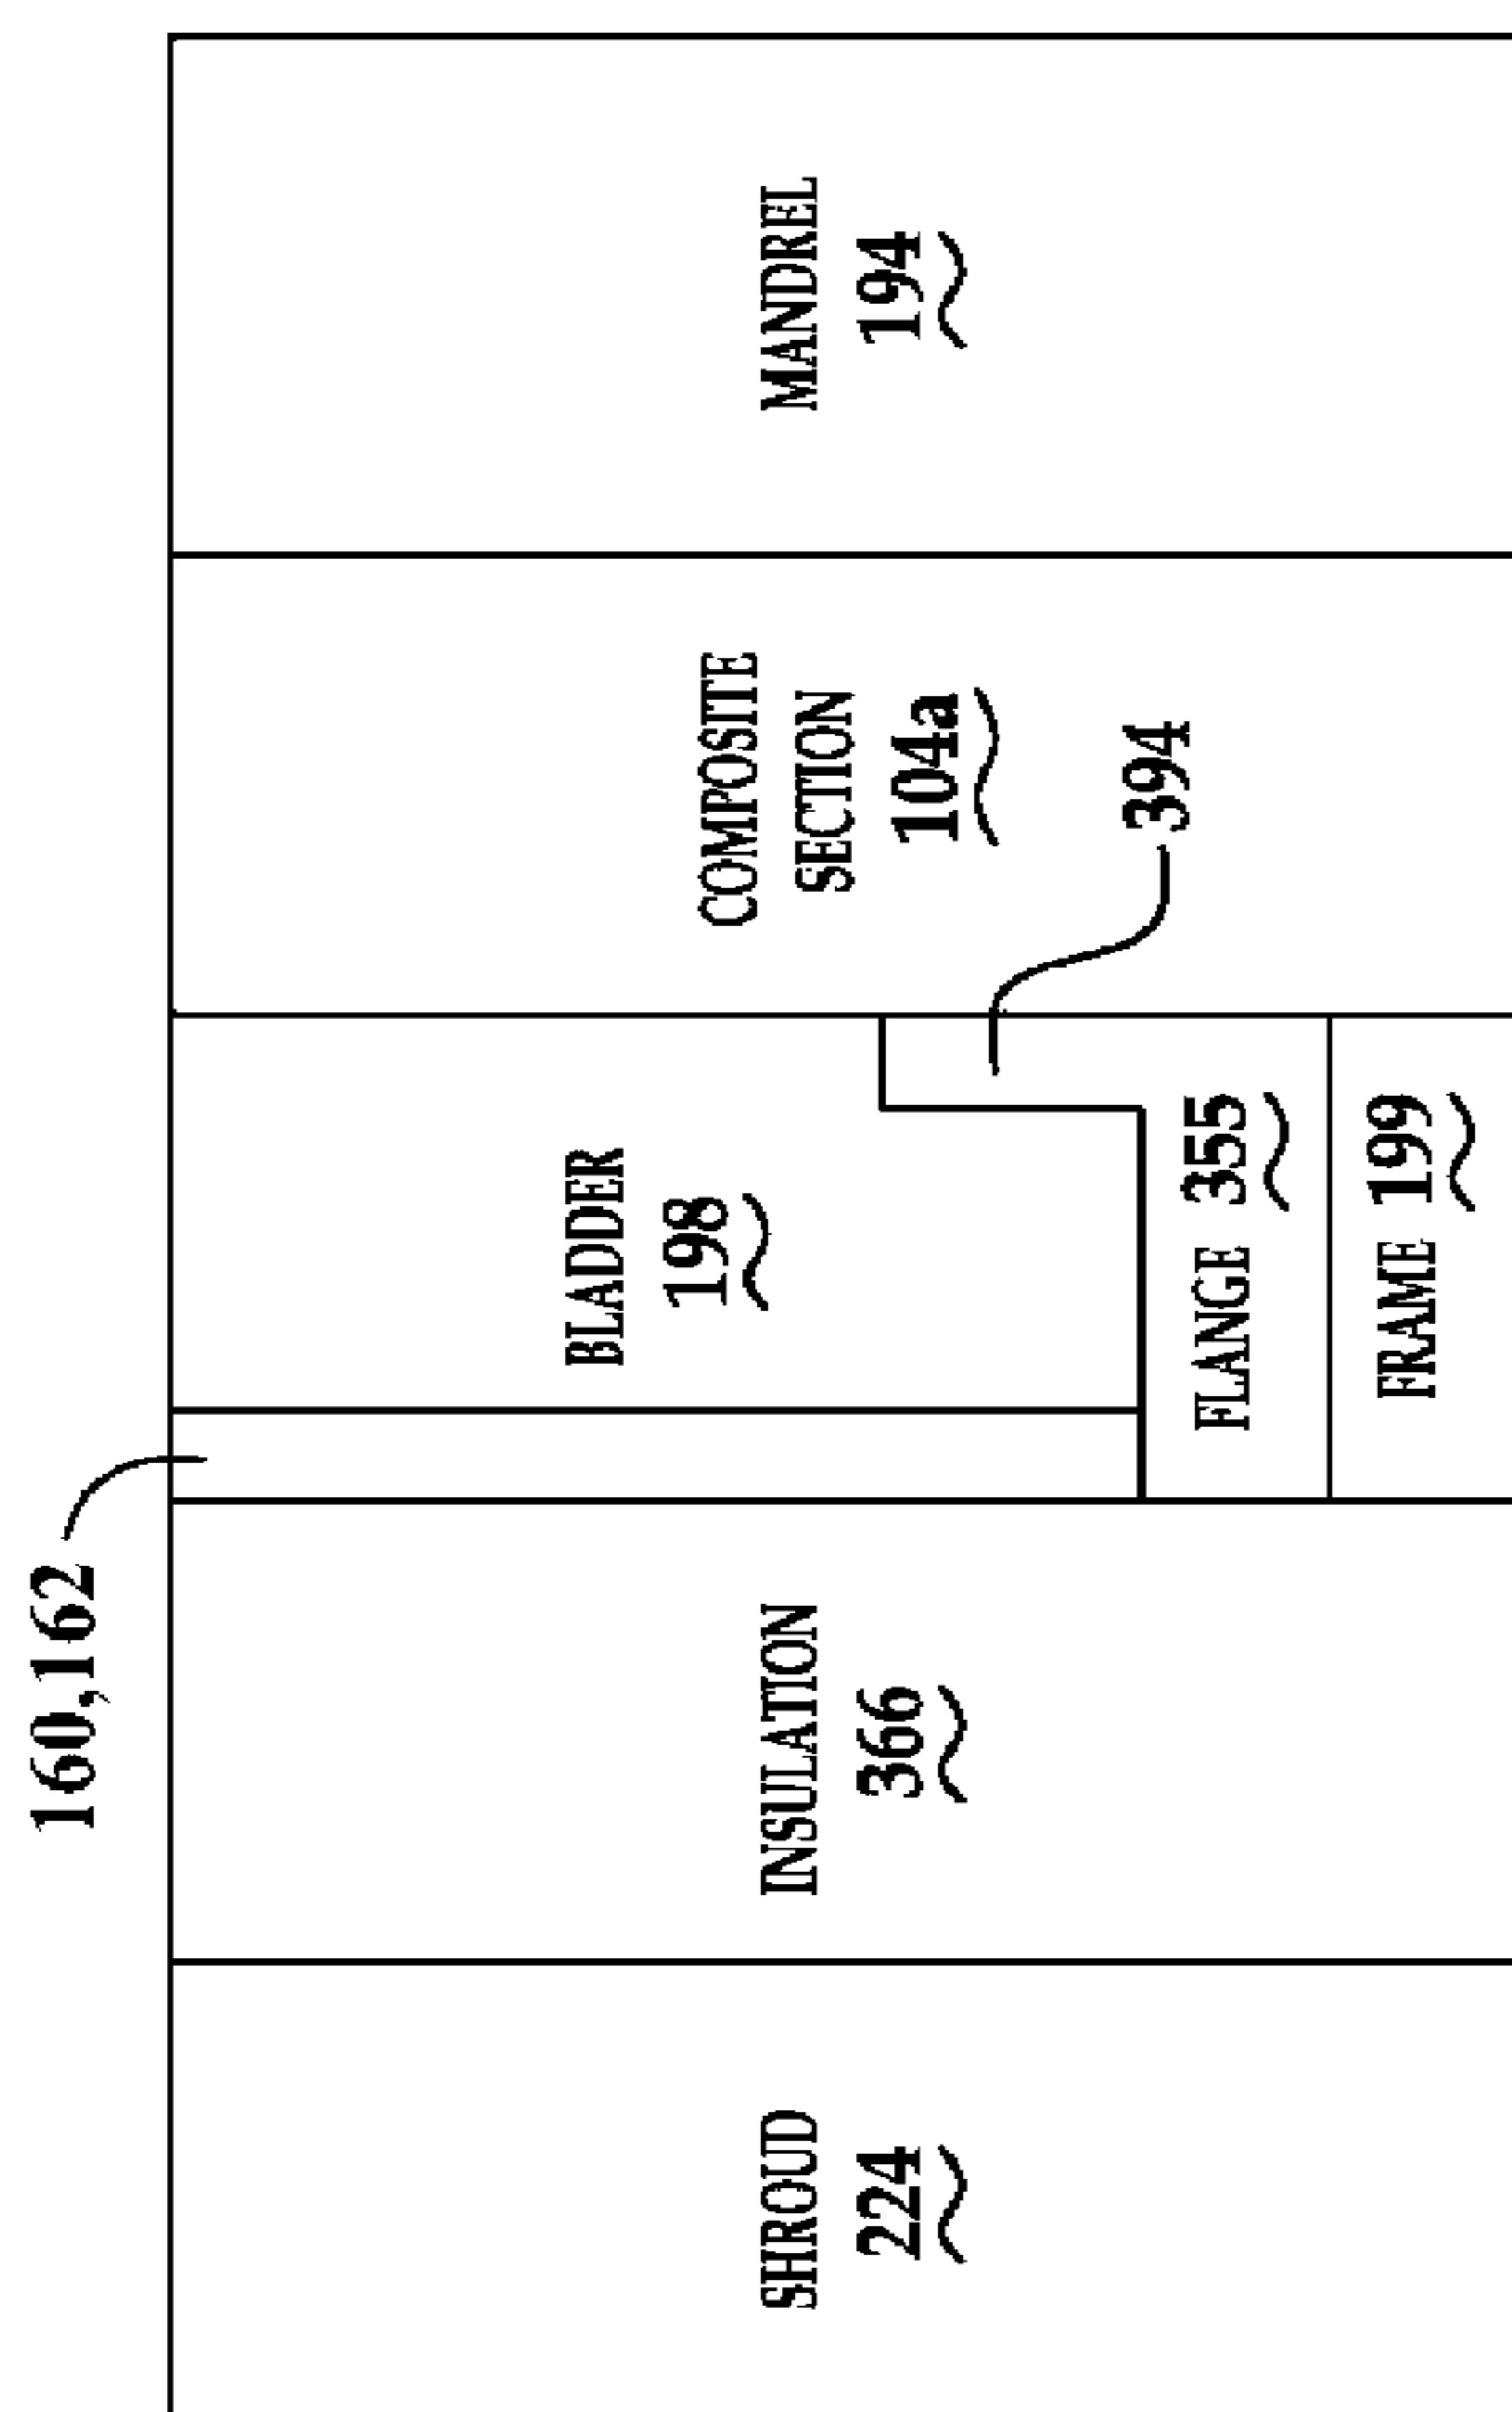 160,162
SHROUD
224
INSULATION
366
BLADDER
198
FLANGE 355
FRAME 199
COMPOSITE
SECTION
104a
394
MANDREL
194